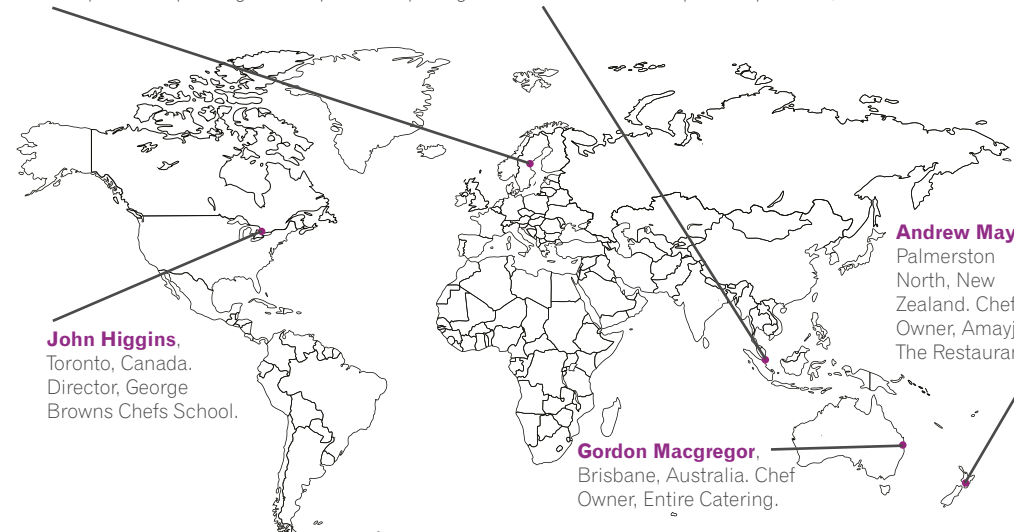 John Higgins,
Toronto, Canada.
Director, George
Browns Chefs School.
Gordon Macgregor,
Brisbane, Australia. Chef
Owner, Entire Catering.
Andrew May
Palmerston
North, New
Zealand. Chef
Owner, Amayj
The Restauran